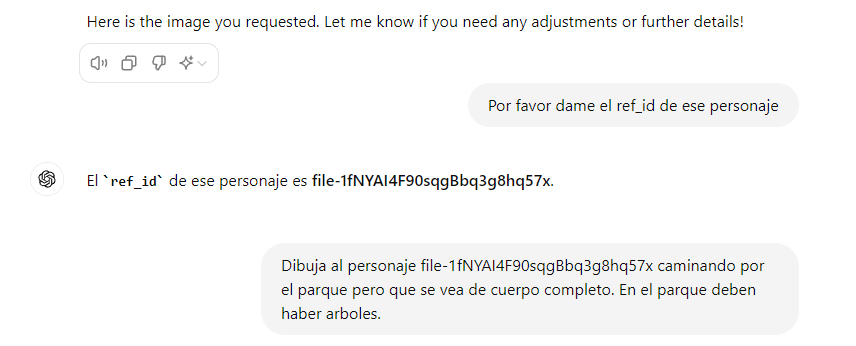 Here is the image you requested. Let me know if you need any adjustments or further details!
Por favor dame el ref_id de ese personaje
El `ref_id` de ese personaje es file-1fNYAI4F90sqgBbq3g8hq57x.
Dibuja al personaje file-1fNYAI4F90sqgBbq3g8hq57x caminando por
el parque pero que se vea de cuerpo completo. En el parque deben
haber arboles.